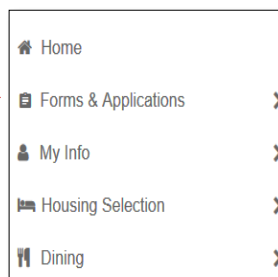 Home
Forms & Applications
My Info
Housing Selection
Dining